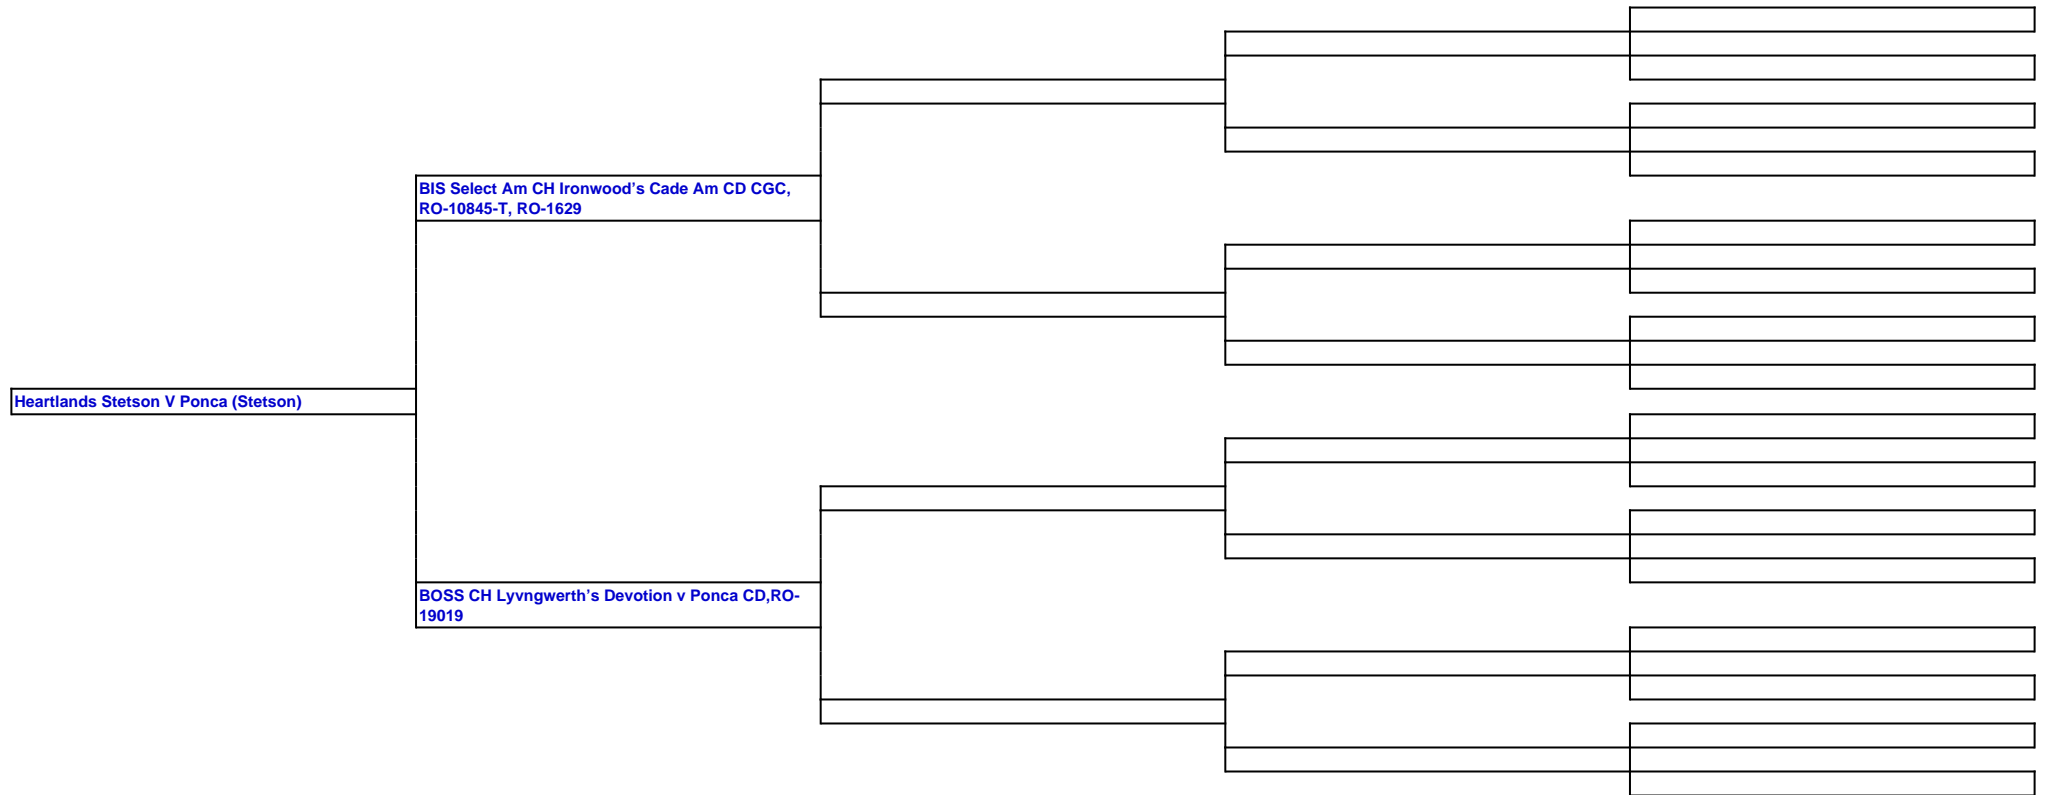 BIS Select Am CH Ironwood’s Cade Am CD CGC,
RO-10845-T, RO-1629
Heartlands Stetson V Ponca (Stetson)
BOSS CH Lyvngwerth’s Devotion v Ponca CD,RO-
19019